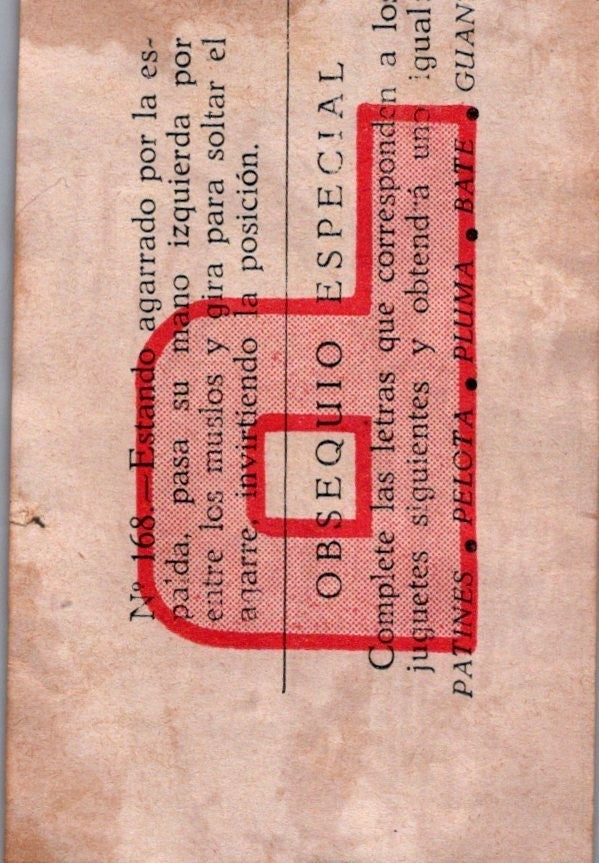 Nº 168.—Estando agarrado por la es-
palda, pasa su mano izquierda por
entre los muslos y gira para soltar el
agarre, invirtiendo la posición.
OBSEQUIO ESPECIAL
Complete las letras que corresponden a los
juguetes siguientes y obtendrá uno igual:
PATINES • PELOTA • PLUMA • BATE • GUAN
P